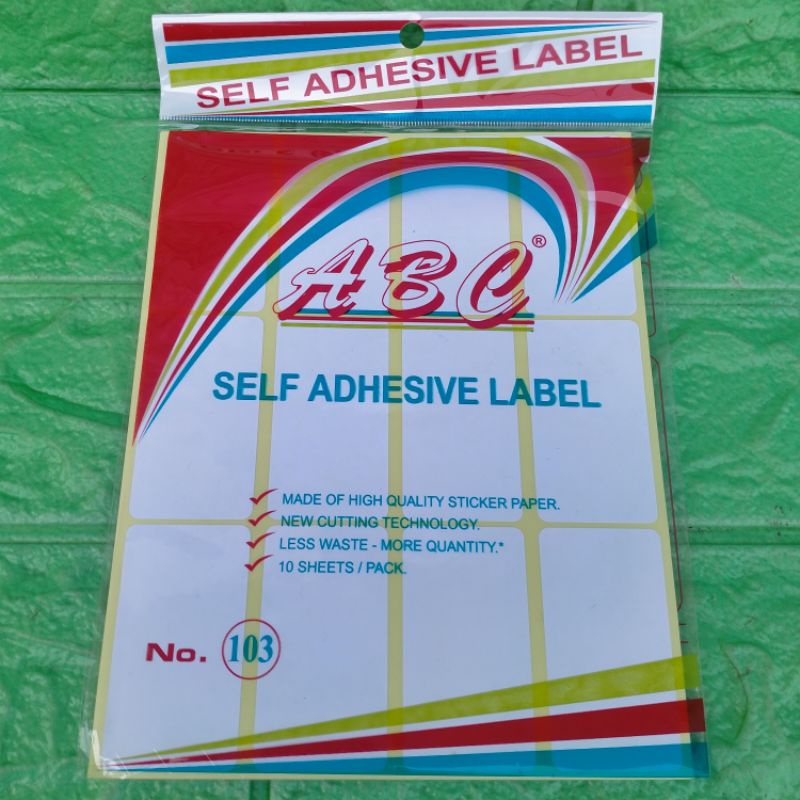 SELF ADHESIVE LABEL
ABC®
SELF ADHESIVE LABEL
MADE OF HIGH QUALITY STICKER PAPER.
NEW CUTTING TECHNOLOGY.
LESS WASTE - MORE QUANTITY.*
10 SHEETS / PACK.
No. 103